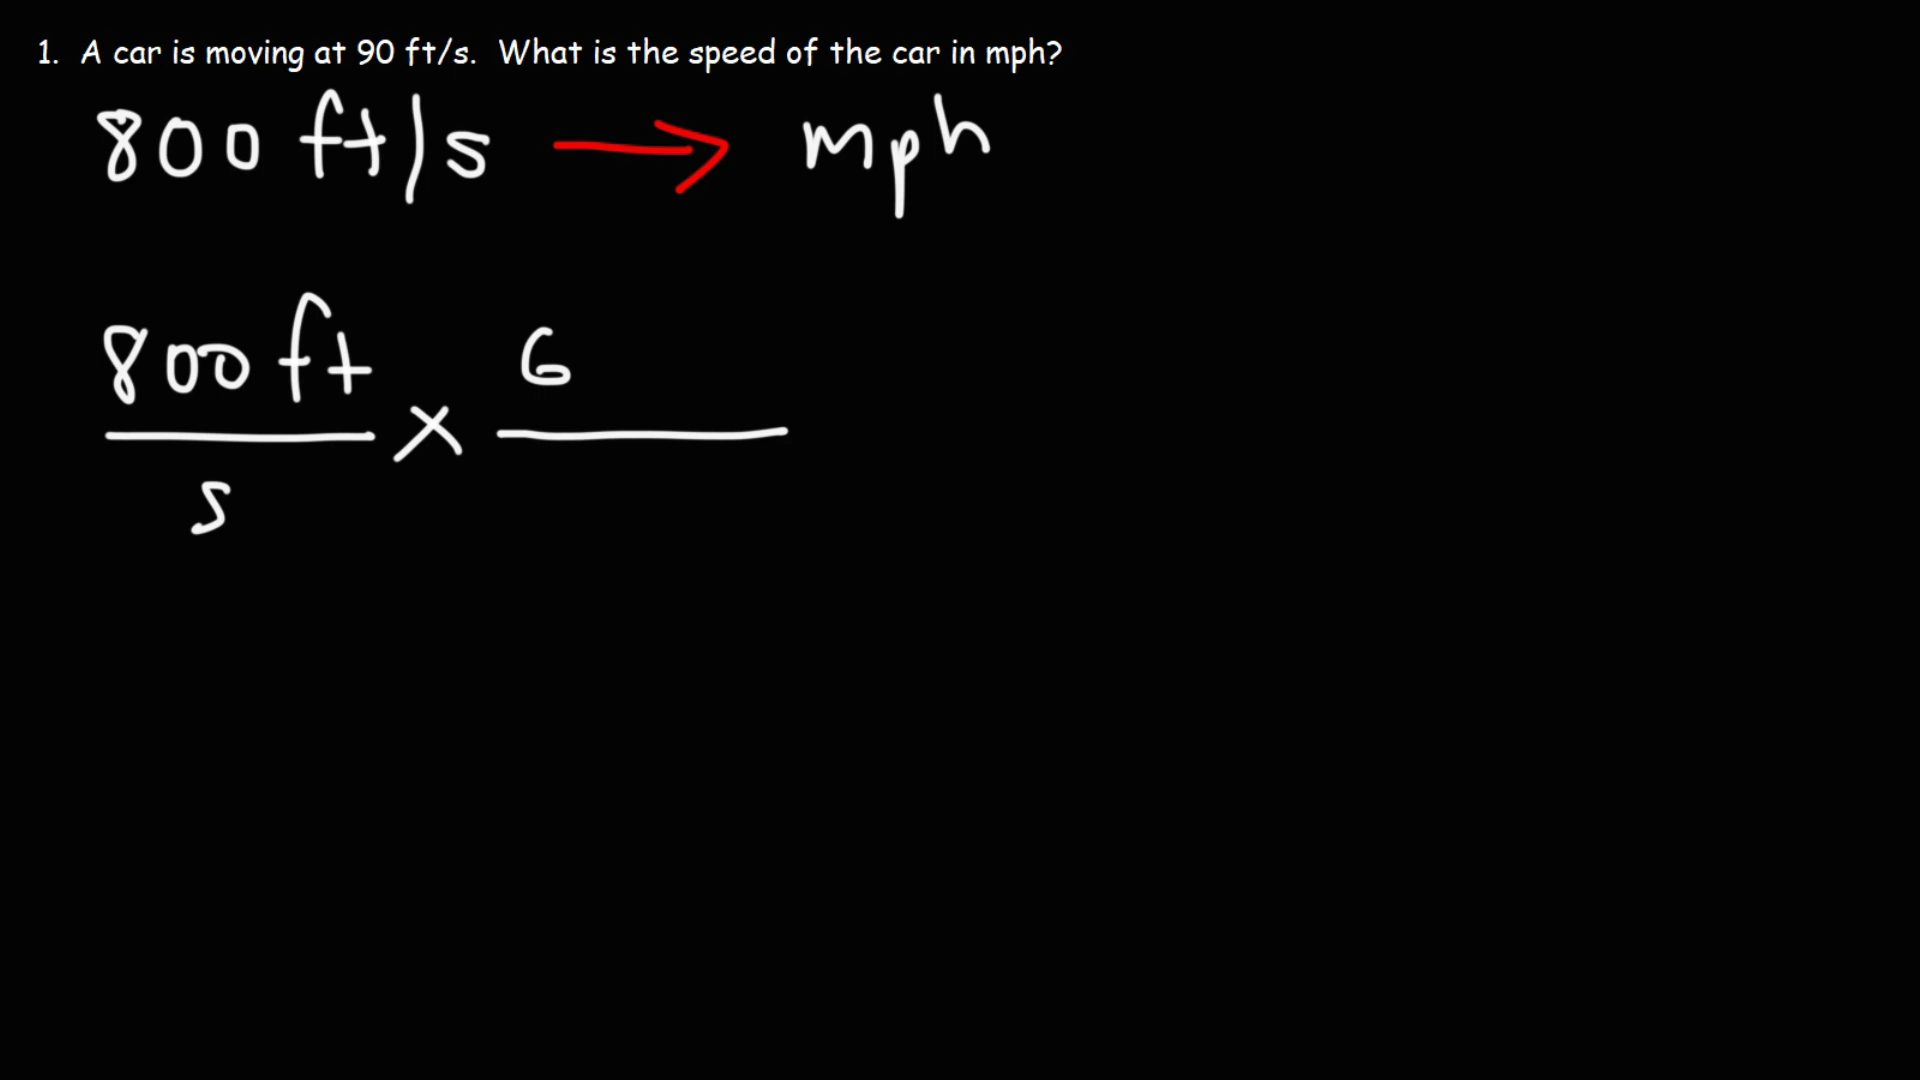 1. A car is moving at 90 ft/s. What is the speed of the car in mph?
800 ft/s → mph
800 ft × 6
s